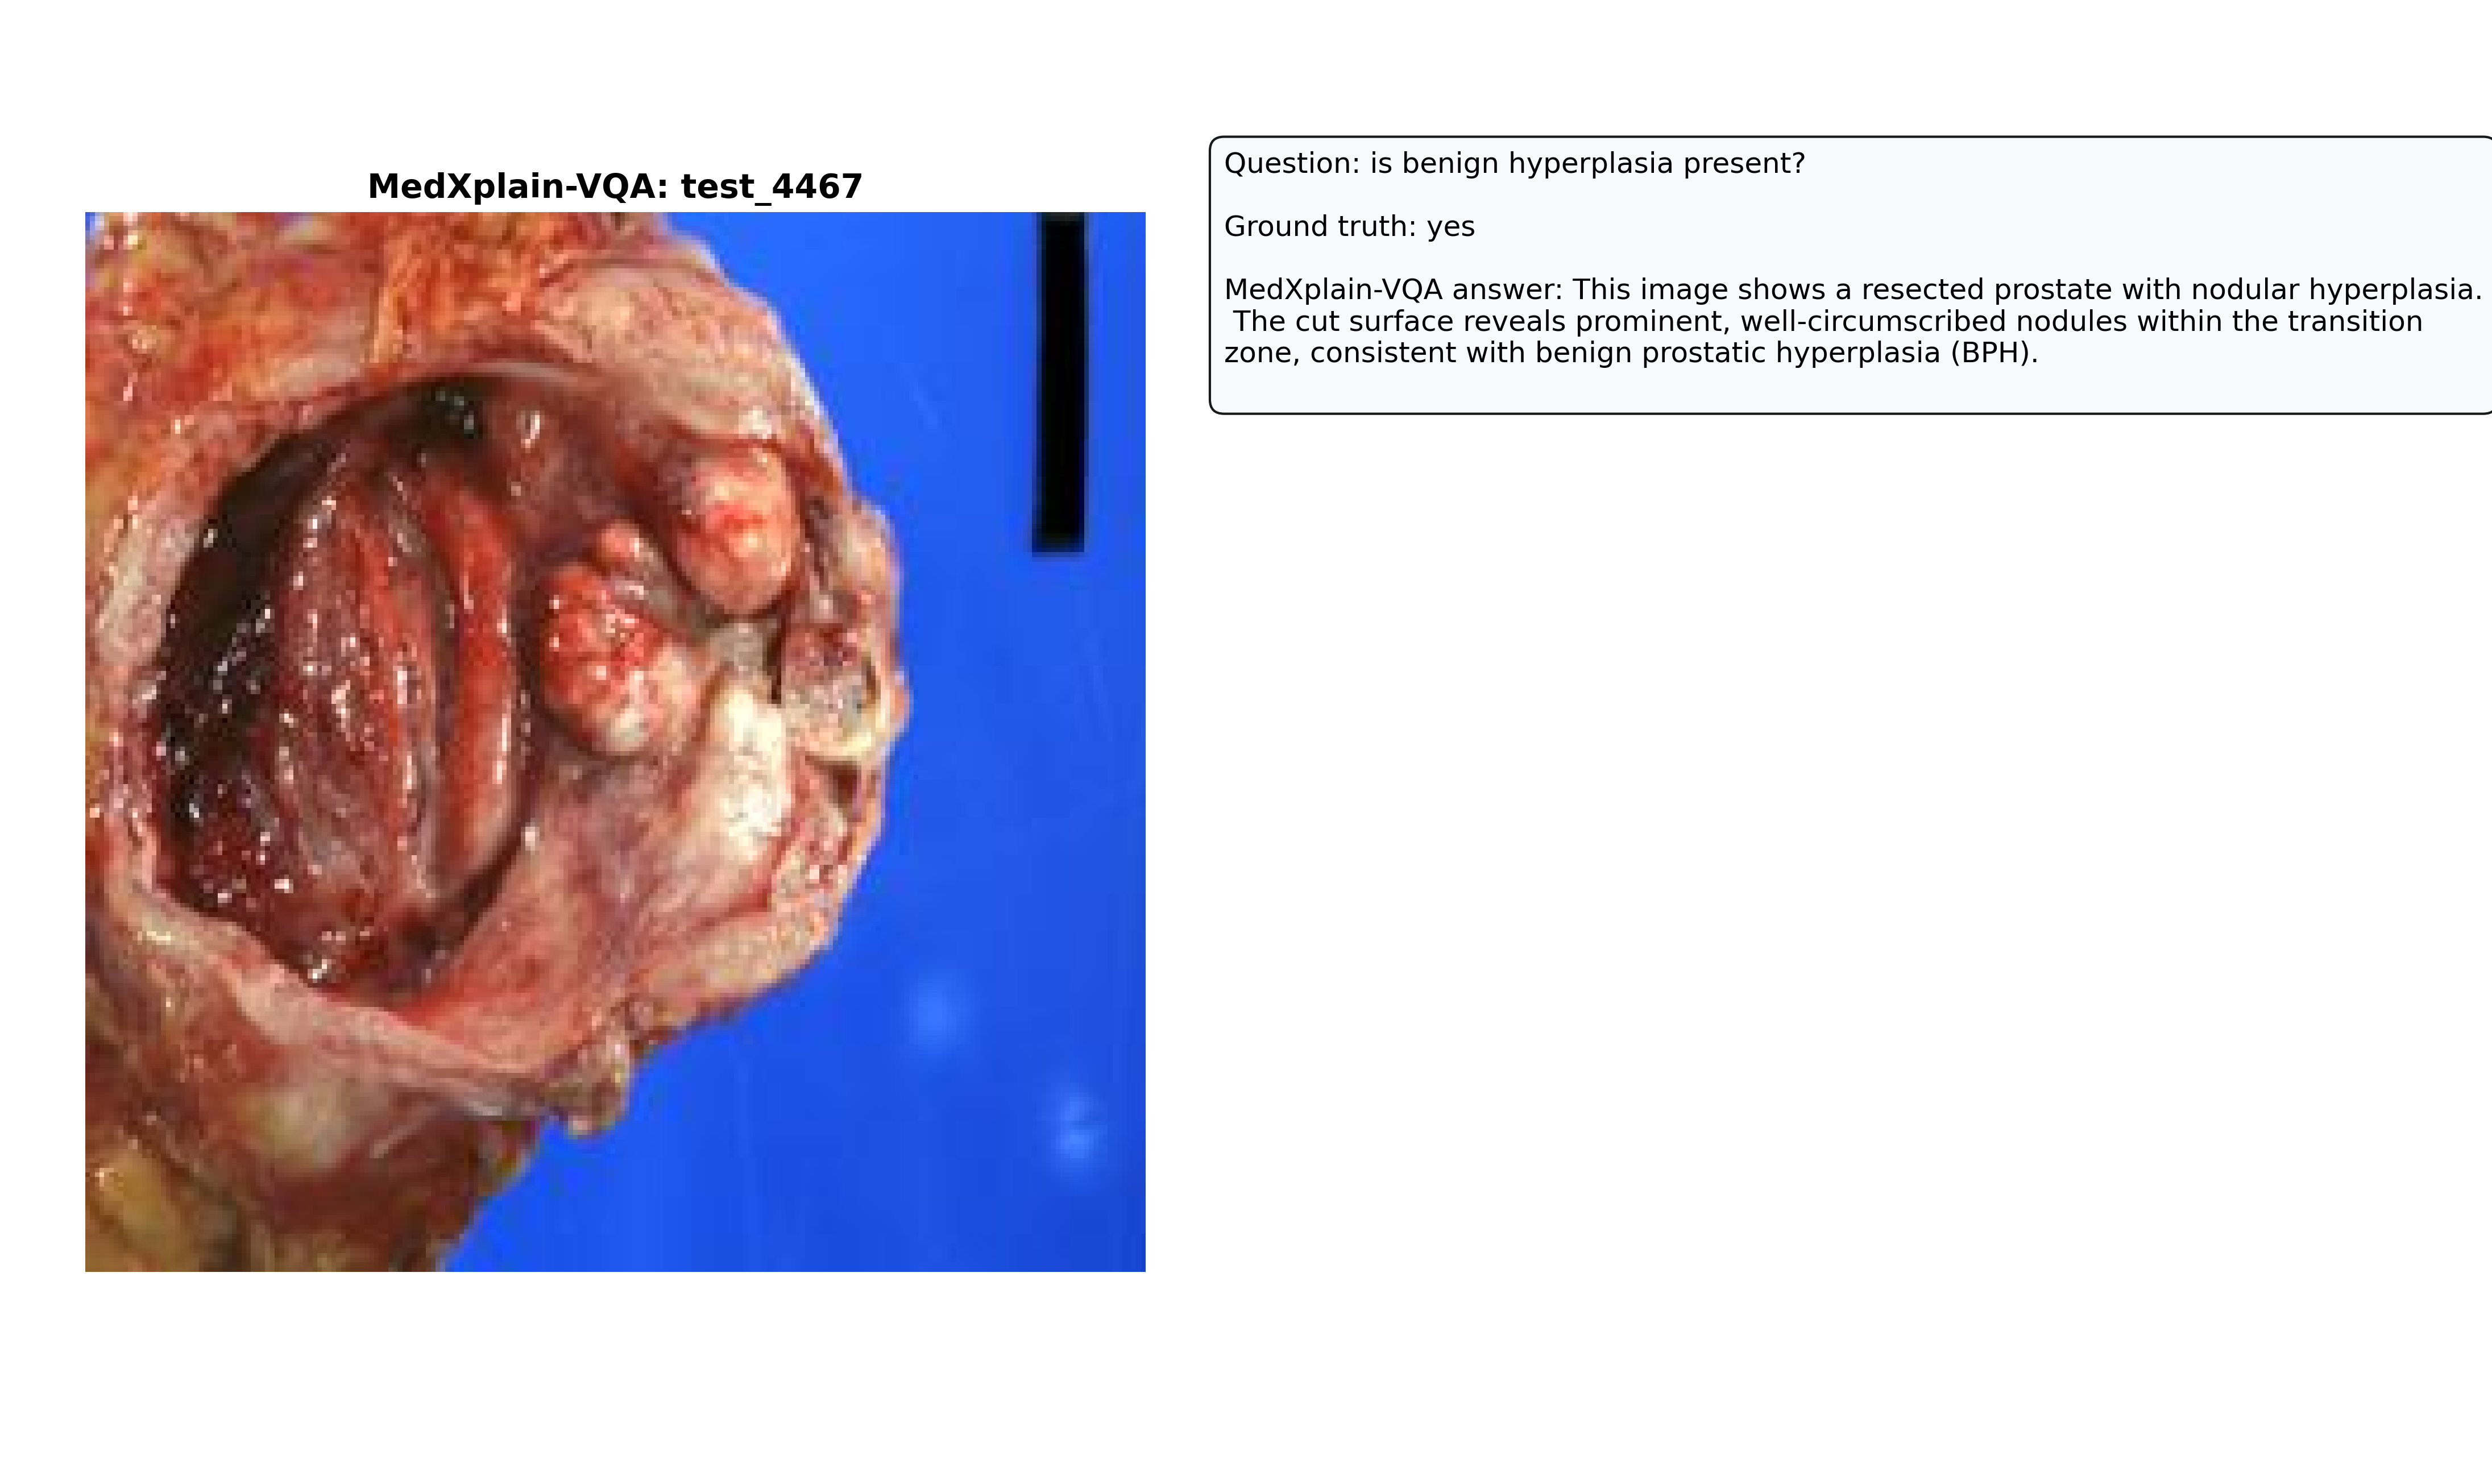 MedXplain-VQA: test_4467
Question: is benign hyperplasia present?
Ground truth: yes
MedXplain-VQA answer: This image shows a resected prostate with nodular hyperplasia.
The cut surface reveals prominent, well-circumscribed nodules within the transition
zone, consistent with benign prostatic hyperplasia (BPH).